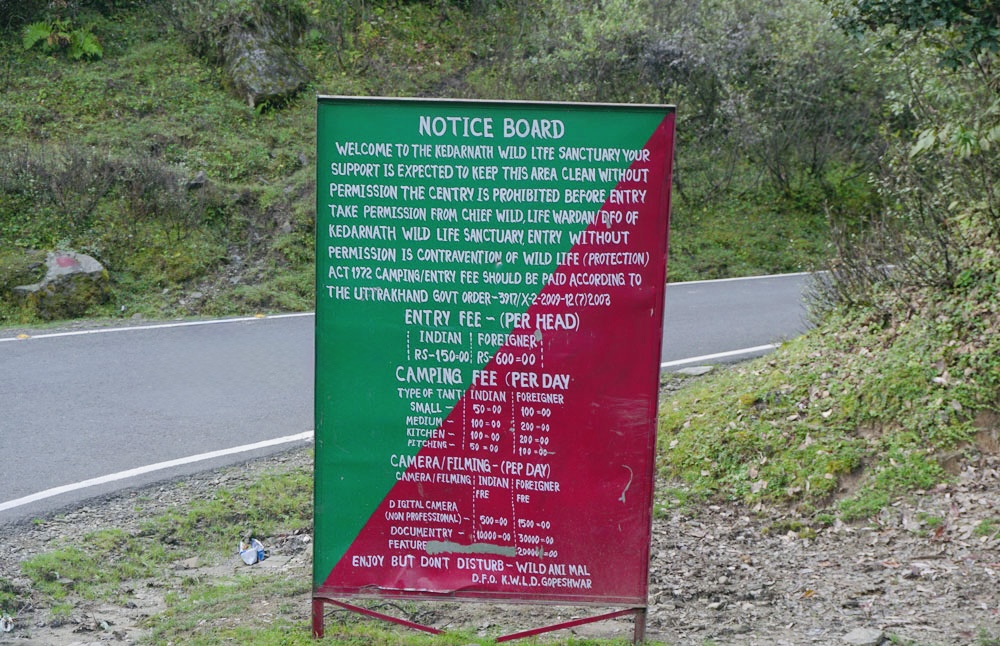 NOTICE BOARD
WELCOME TO THE KEDARNATH WILD LTFE SANCTUARY YOUR
SUPPORT IS EXPECTED TO KEEP THIS AREA CLEAN WITHOUT
PERMISSION THE CENTRY IS PROHIBITED BEFORE ENTRY
TAKE PERMISSION FROM CHIEF WILD, LIFE WARDAN/DFO OF
KEDARNATH WILD LIFE SANCTUARY, ENTRY WITHOUT
PERMISSION IS CONTRAVENTION OF WILD LIFE (PROTECTION)
ACT 1972 CAMPING/ENTRY FEE SHOULD BE PAID ACCORDING TO
THE UTTRAKHAND GOVT ORDER-3917/X-2-2009-12(7)2003
ENTRY FEE - (PER HEAD)
INDIAN FOREIGNER
RS-150=00 RS-600=00
CAMPING FEE (PER DAY
TYPE OF TANT INDIAN FOREIGNER
SMALL - 50=00 100=00
MEDIUM - 100=00 200=00
KITCHEN - 100=00 200=00
PITCHING - 50=00 100=00
CAMERA/FILMING-(PEP DAY)
CAMERA/FILMING INDIAN FOREIGNER
FRE FRE
DIGITAL CAMERA
(NON PROFESSIONAL) - 500=00 1500=00
DOCUMENTRY - 10000=00 30000=00
FEATURE
ENJOY BUT DONT DISTURB - WILD ANI MAL
D.F.O. K.W.L.D. GOPESHWAR